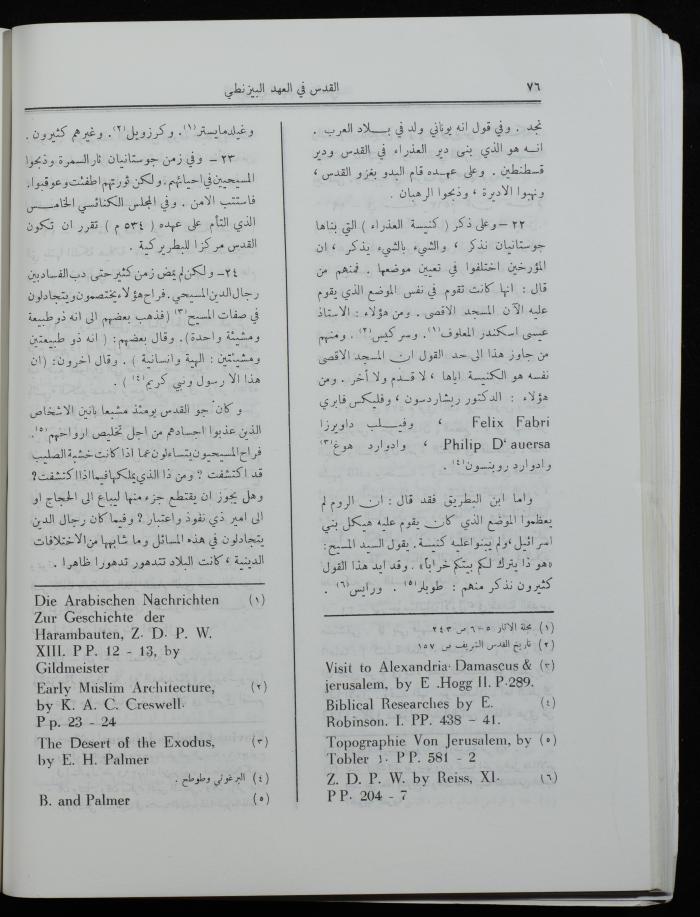 ٧٦
القدس في العهد البيزنطي
نجد . وفي قول انه يوناني ولد في بــلاد العرب .
انــه هو الذي بنى دير العذراء في القدس ودير
قسطنطين . وعلى عهـده قام البدو بغزو القدس ،
ونهبوا الاديرة ، وذبحوا الرهبان .
٢٢ – وعلى ذكر ( كنيسة العذراء ) التي بناها
جوستانيان نذكر ، والشيء بالشيء يذكر ، ان
المؤرخين اختلفوا في تعيين موضعها . فمنهم من
قال : انها كانت تقوم في نفس الموضع الذي يقوم
عليه الآن المسجد الاقصى . ومن هؤلاء : الاستاذ
عيسى اسكندر المعلوف(١). وسركيس(٢). ومنهم
من جاوز هذا الى حد القول ان المسجد الاقصى
نفسه هو الكنيسة اياها ، لا قدم ولا أخر . ومن
هؤلاء : الدكتور ريشاردسون ، وفليكس فابري
Felix Fabri ، وفيــلب داويرزا
Philip D'auersa ، وادوارد هوغ(٣)
وادوارد روبنسون(٤) .
واما ابن البطريق فقد قال : ان الروم لم
يعظموا الموضع الذي كان يقوم عليه هيكل بني
اسرائيل ،ولم يبنوا عليه كنيسة . يقول السيد المسيح :
«هو ذا يترك لكم بيتكم خراباً» . وقد ايد هذا القول
كثيرون نذكر منهم : طوبلر(٥) . ورايس(٦) .
(١) مجلة الآثار ٥-٦ ص ٢٤٣
(٢) تاريخ القدس الشريف ص ١٥٧
Visit to Alexandria Damascus & (٣)
jerusalem, by E .Hogg II. P.289.
Biblical Researches by E. (٤)
Robinson. I. PP. 438 – 41.
Topographie Von Jerusalem, by (٥)
Tobler 1. PP. 581 - 2
Z. D. P. W. by Reiss, XI. (٦)
PP. 204 - 7
وغيلدمايستر(١). وكرزويل(٢). وغيرهم كثيرون .
٢٣ – وفي زمن جوستانيان ثار السمرة وذبحوا
المسيحيين في احيائهم . ولكن ثورتهم اطفئت وعوقبوا.
فاستتب الامن . وفي المجلس الكنائسي الخامــس
الذي التأم على عهده ( ٥٣٤ م ) تقرر ان تكون
القدس مركزا للبطريركية .
٢٤- ولكن لم يمض زمن كثير حتى دب الفساد بين
رجال الدين المسيحي . فراح هؤلاء يختصمون ويتجادلون
في صفات المسيح(٣) (فذهب بعضهم الى انه ذو طبيعة
ومشيئة واحدة). وقال بعضهم : ( انه ذو طبيعتين
ومشيئتين : الهية وانسانية ) . وقال آخرون : (ان
هذا الا رسول ونبي كريم(٤) ) .
و كان جو القدس يومئذ مشبعا بانين الاشخاص
الذين عذبوا اجسادهم من اجل تخليص ارواحهم(٥).
فراح المسيحيون يتساءلون عما اذا كانت خشبة الصليب
قد اكتشفت ؟ ومن ذا الذي يملكها فيما اذا اكتشفت؟
وهل يجوز ان يقتطع جزء منها ليباع الى الحجاج او
الى امير ذي نفوذ واعتبار ? وفيما كان رجال الدين
يتجادلون في هذه المسائل وما شابهها من الاختلافات
الدينية ، كانت البلاد تتدهور تدهورا ظاهرا .
Die Arabischen Nachrichten (١)
Zur Geschichte der
Harambauten, Z. D. P. W.
XIII. PP. 12 - 13, by
Gildmeister
Early Muslim Architecture, (٢)
by K. A. C. Creswell.
Pp. 23 – 24
The Desert of the Exodus, (٣)
by E. H. Palmer
(٤) البرغوثي وطوطح .
B. and Palmer (٥)